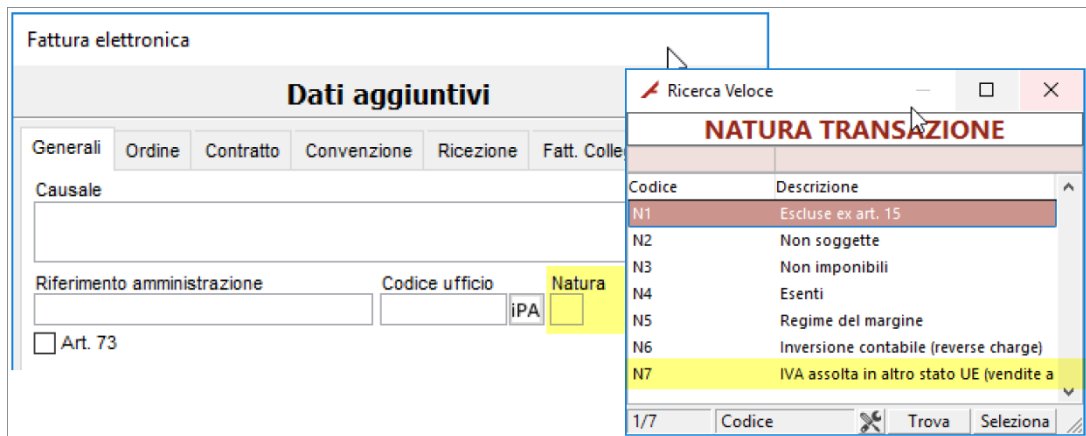 Fattura elettronica
Dati aggiuntivi
Generali Ordine Contratto Convenzione Ricezione Fatt. Colle
Causale
Riferimento amministrazione Codice ufficio Natura
iPA
Art. 73
Ricerca Veloce
NATURA TRANSAZIONE
Codice Descrizione
N1 Escluse ex art. 15
N2 Non soggette
N3 Non imponibili
N4 Esenti
N5 Regime del margine
N6 Inversione contabile (reverse charge)
N7 IVA assolta in altro stato UE (vendite a
1/7 Codice Trova Seleziona